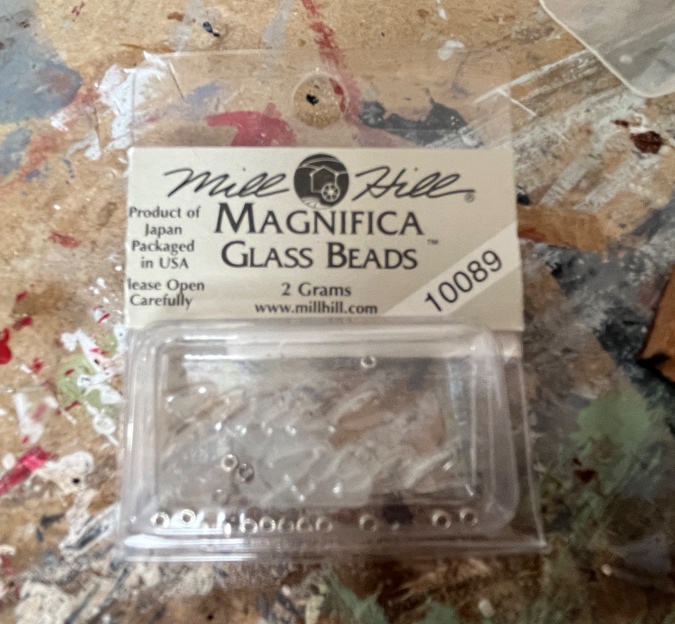 Mill Hill®
MAGNIFICA
GLASS BEADS™
Product of
Japan
Packaged
in USA
lease Open
Carefully
2 Grams
www.millhill.com
10089